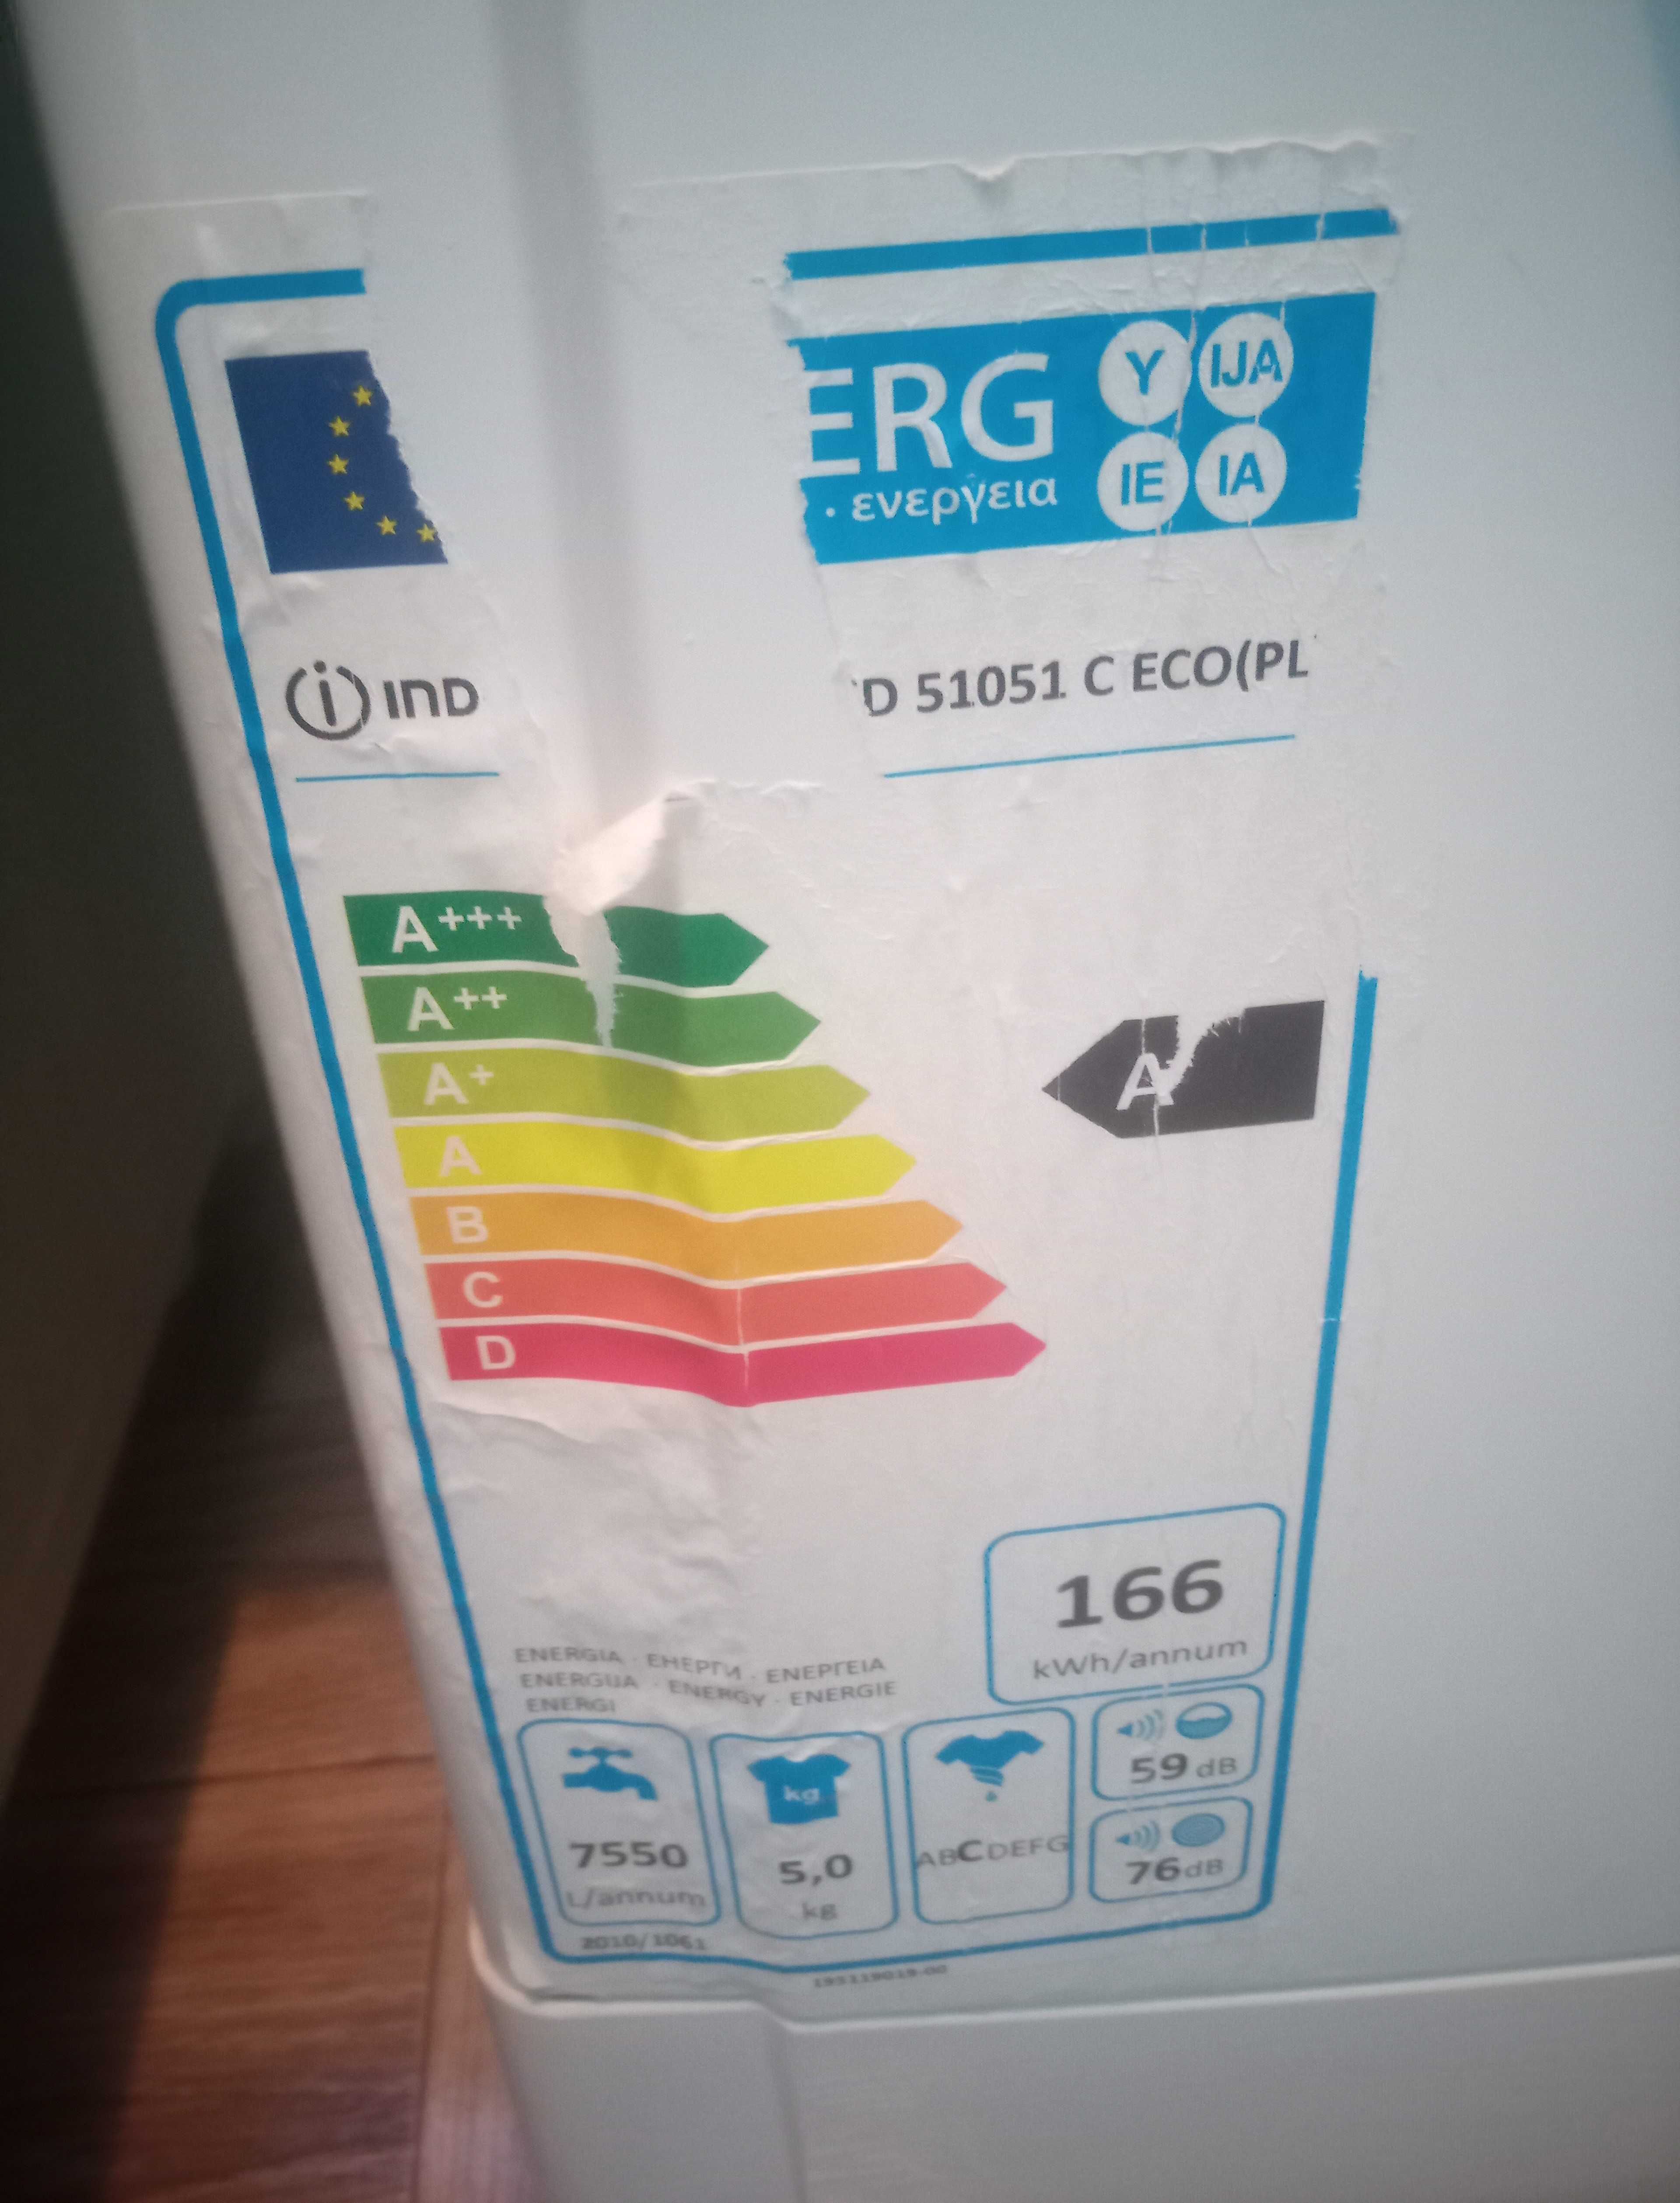 ERG
Y IJA
IE IA
· ενεργεια
IND
D 51051 C ECO(PL
A+++
A++
A+
A
A
B
C
D
166
kWh/annum
ENERGIA · ЕНЕРГИ · ΕΝΕΡΓΕΙΑ
ENERGIJA · ENERGY · ENERGIE
ENERGI
7550
L/annum
kg
5,0
kg
ABCDEFG
59 dB
76 dB
2010/1061